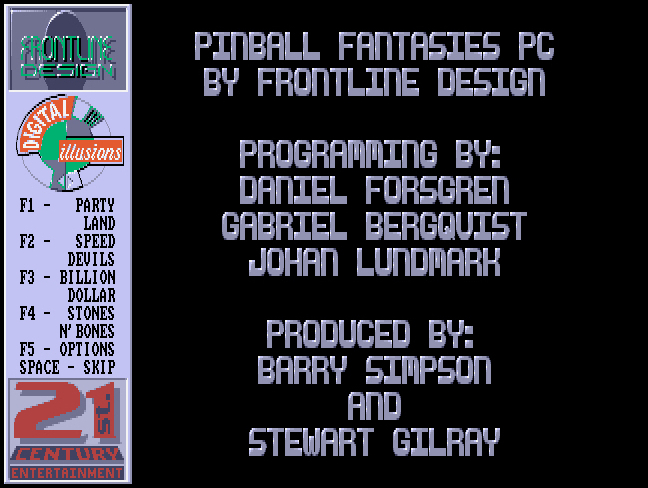 FRONTLINE
DESIGN
DIGITAL
illusions
F1 - PARTY
LAND
F2 - SPEED
DEVILS
F3 - BILLION
DOLLAR
F4 - STONES
N'BONES
F5 - OPTIONS
SPACE - SKIP
21st.
CENTURY
ENTERTAINMENT
PINBALL FANTASIES PC
BY FRONTLINE DESIGN
PROGRAMMING BY:
DANIEL FORSGREN
GABRIEL BERGQVIST
JOHAN LUNDMARK
PRODUCED BY:
BARRY SIMPSON
AND
STEWART GILRAY